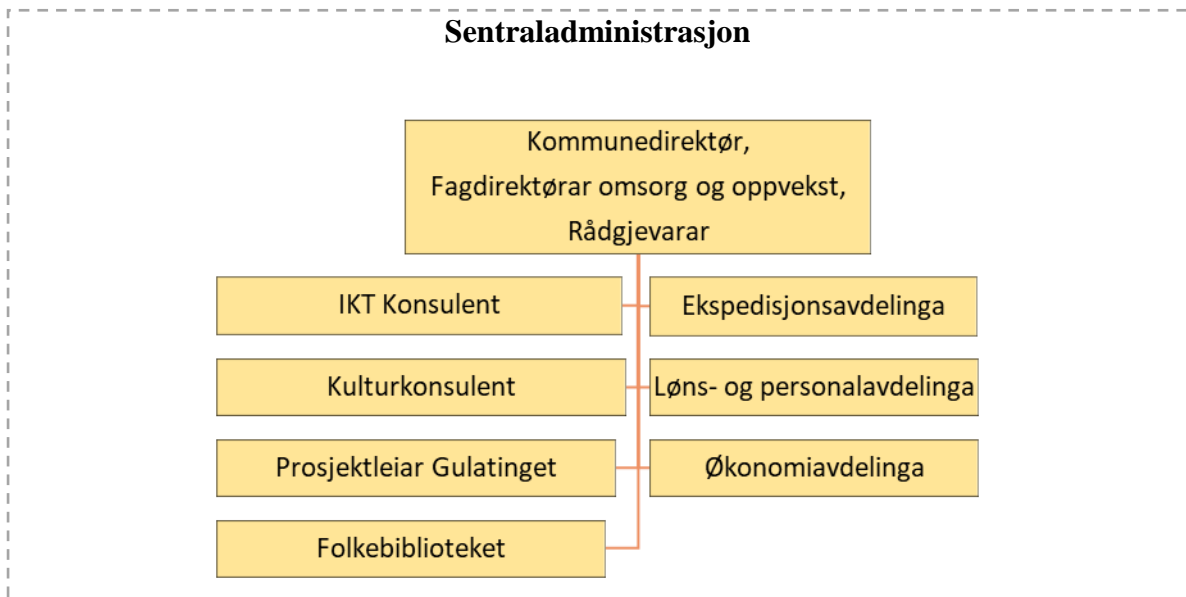 Sentraladministrasjon
Kommunedirektør,
Fagdirektørar omsorg og oppvekst,
Rådgjevarar
IKT Konsulent
Ekspedisjonsavdelinga
Kulturkonsulent
Løns- og personalavdelinga
Prosjektleiar Gulatinget
Økonomiavdelinga
Folkebiblioteket